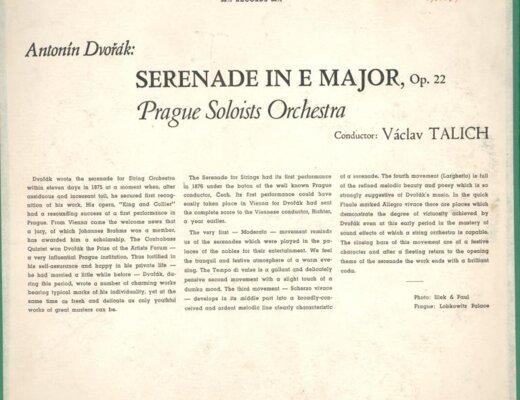 RECORDS
Antonín Dvořák:
SERENADE IN E MAJOR, Op. 22
Prague Soloists Orchestra
Conductor: Václav TALICH
Dvořák wrote the serenade for String Orchestra
within eleven days in 1875 at a moment when, after
assiduous and incessant toil, he secured first recog-
nition of his work. His opera, "King and Collier"
had a resounding success at a first performance in
Prague. From Vienna came the welcome news that
a jury, of which Johannes Brahms was a member,
has awarded him a scholarship. The Contrabass
Quintet won Dvořák the Prize of the Artists Forum —
a very influential Prague institution. Thus fortified in
his self-assurance and happy in his private life —
he had married a little while before — Dvořák, du-
ring this period, wrote a number of charming works
bearing typical marks of his individuality, yet at the
same time as fresh and delicate as only youthful
works of great masters can be.
The Serenade for Strings had its first performance
in 1876 under the baton of the well known Prague
conductor, Čech. Its first performance could have
easily taken place in Vienna for Dvořák had sent
the complete score to the Viennese conductor, Richter,
a year earlier.
The very first — Moderato — movement reminds
us of the serenades which were played in the pa-
laces of the nobles for their entertainment. We feel
the tranquil and festive atmosphere of a warm eve-
ning. The Tempo di valse is a gallant and delicately
pensive second movement with a slight touch of a
dumka mood. The third movement — Scherzo vivace
— develops in its middle part into a broadly-con-
ceived and ardent melodic line clearly characteristic
of a serenade. The fourth movement (Larghetto) is full
of the refined melodic beauty and poetry which is so
strongly suggestive of Dvořák's music. In the quick
Finale marked Allegro vivace there are places which
demonstrate the degree of virtuosity achieved by
Dvořák even at this early period in the mastery of
sound effects of which a string orchestra is capable.
The closing bars of this movement are of a festive
character and after a fleeting return to the opening
theme of the serenade the work ends with a brilliant
coda.
Photo: Illek & Paul
Prague: Lobkowitz Palace